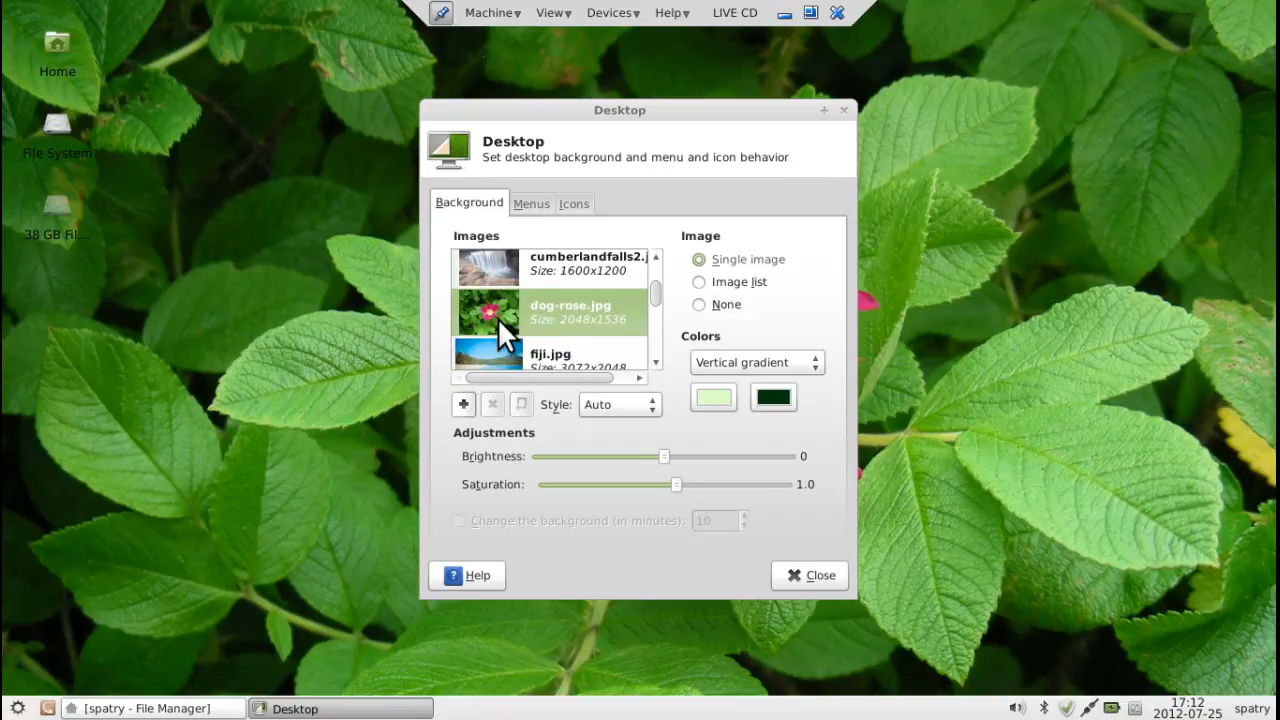 Machine View Devices Help LIVE CD
Home
File System
38 GB Fil...
Desktop
Desktop
Set desktop background and menu and icon behavior
Background Menus Icons
Images
cumberlandfalls2.j
Size: 1600x1200
dog-rose.jpg
Size: 2048x1536
fiji.jpg
Size: 3072x2048
Style: Auto
Image
Single image
Image list
None
Colors
Vertical gradient
Adjustments
Brightness: 0
Saturation: 1.0
Change the background (in minutes): 10
Help
Close
[spatry - File Manager]
Desktop
17:12
2012-07-25
spatry